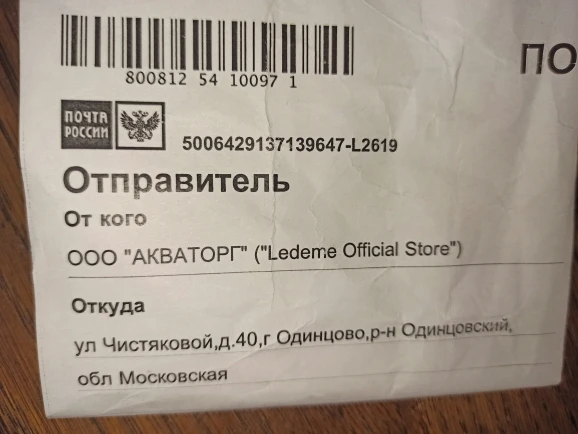 800812 54 10097 1
ПО
ПОЧТА
РОССИИ
5006429137139647-L2619
Отправитель
От кого
ООО "АКВАТОРГ" ("Ledeme Official Store")
Откуда
ул Чистяковой,д.40,г Одинцово,р-н Одинцовский,
обл Московская